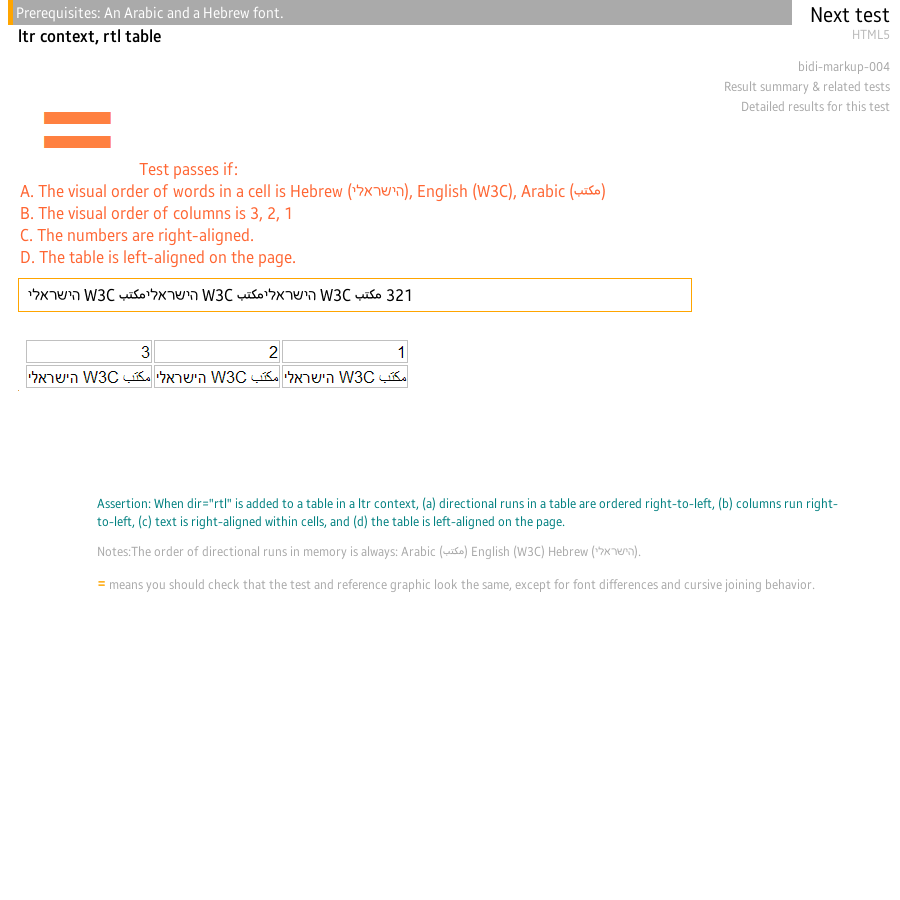 Prerequisites: An Arabic and a Hebrew font.
Next test
ltr context, rtl table
HTML5
bidi-markup-004
Result summary & related tests
Detailed results for this test
=
Test passes if:
A. The visual order of words in a cell is Hebrew (הישראלי), English (W3C), Arabic (مكتب)
B. The visual order of columns is 3, 2, 1
C. The numbers are right-aligned.
D. The table is left-aligned on the page.
הישראלי W3C مكتبהישראלי W3C مكتبהישראלי W3C مكتب 321
3 2 1
הישראלי W3C مكتب הישראלי W3C مكتب הישראלי W3C مكتب
Assertion: When dir="rtl" is added to a table in a ltr context, (a) directional runs in a table are ordered right-to-left, (b) columns run right-
to-left, (c) text is right-aligned within cells, and (d) the table is left-aligned on the page.
Notes:The order of directional runs in memory is always: Arabic (مكتب) English (W3C) Hebrew (הישראלי).
= means you should check that the test and reference graphic look the same, except for font differences and cursive joining behavior.